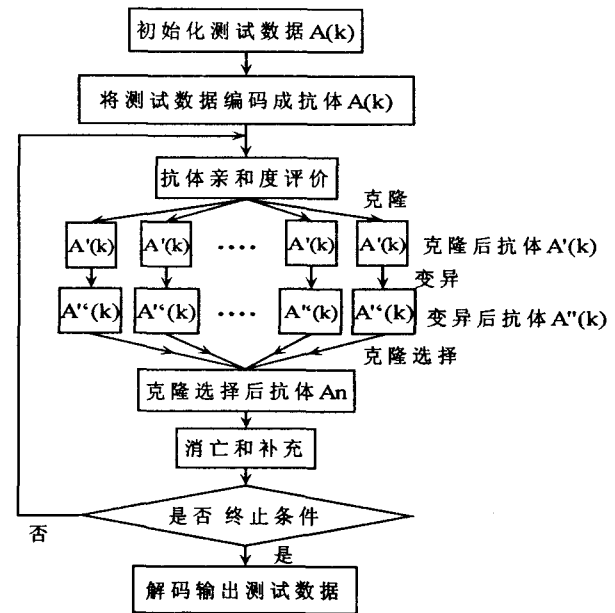 初始化测试数据A(k)
将测试数据编码成抗体A(k)
抗体亲和度评价
克隆
A'(k) A'(k) .... A'(k) A'(k) 克隆后抗体A'(k)
变异
A"(k) A"(k) .... A"(k) A"(k) 变异后抗体A"(k)
克隆选择
克隆选择后抗体An
消亡和补充
是否 终止条件
否
是
解码输出测试数据